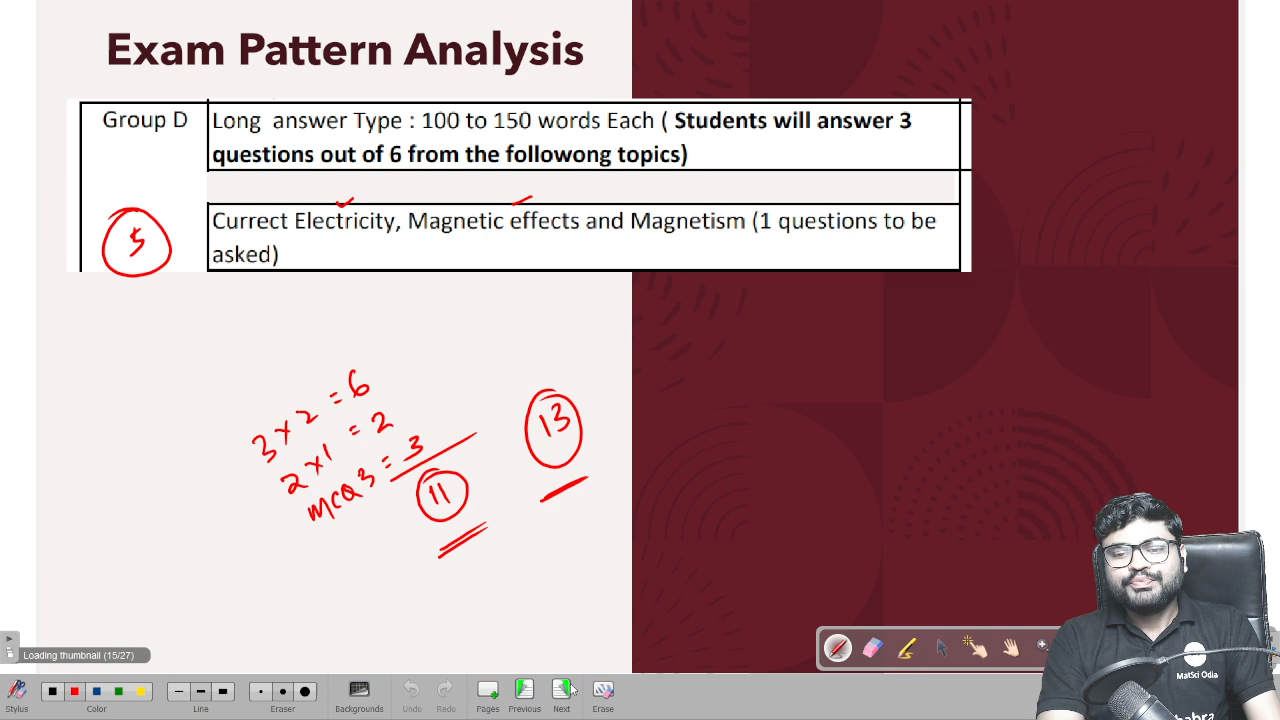 Exam Pattern Analysis
Group D
Long answer Type : 100 to 150 words Each ( Students will answer 3
questions out of 6 from the followong topics)
5
Currect Electricity, Magnetic effects and Magnetism (1 questions to be
asked)
3 x 2 = 6
2 x 1 = 2
MCQ 3 = 3
11
13
Loading thumbnail (15/27)
Stylus
Color
Line
Eraser
Backgrounds
Undo
Redo
Pages
Previous
Next
Erase
MatSci Odia
habra